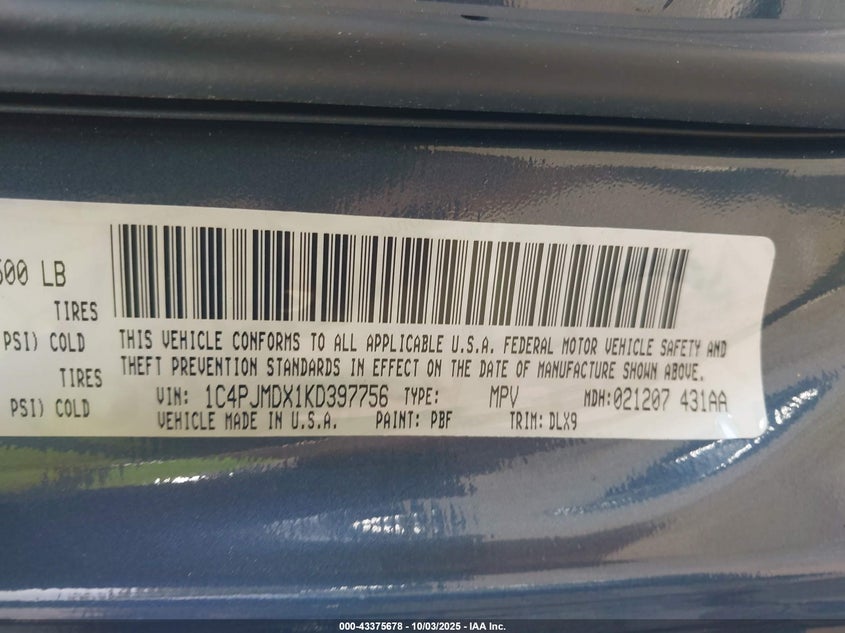 500 LB
TIRES
PSI) COLD
TIRES
PSI) COLD
THIS VEHICLE CONFORMS TO ALL APPLICABLE U.S.A. FEDERAL MOTOR VEHICLE SAFETY AND
THEFT PREVENTION STANDARDS IN EFFECT ON THE DATE OF MANUFACTURE SHOWN ABOVE.
VIN: 1C4PJMDX1KD397756 TYPE: MPV MDH:021207 431AA
VEHICLE MADE IN U.S.A. PAINT: PBF TRIM: DLX9
000-43375678 - 10/03/2025 - IAA Inc.